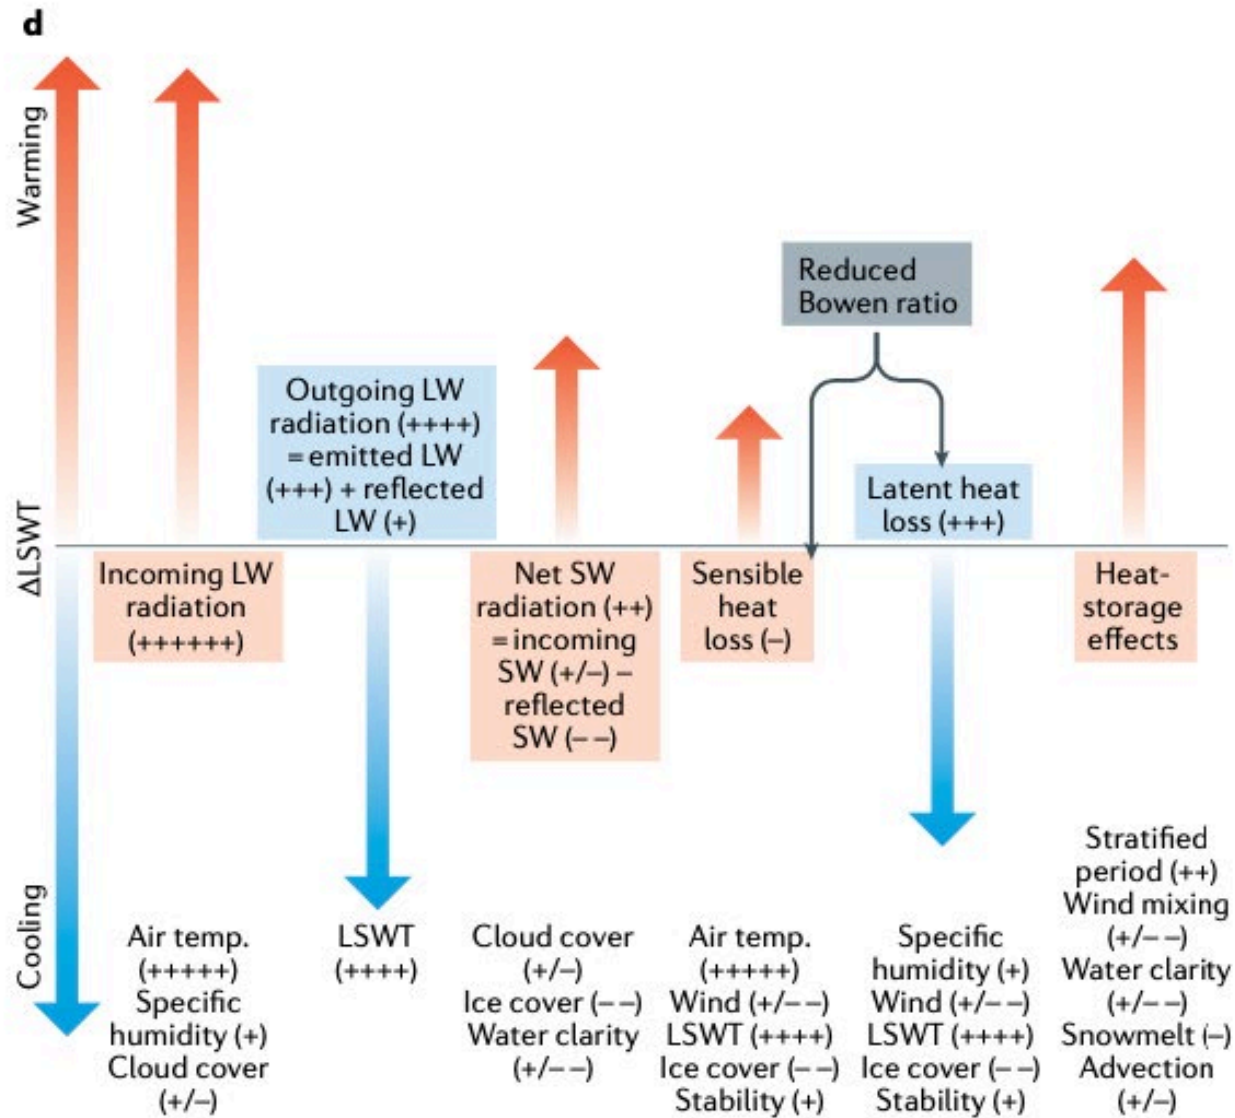 d
Warming
ΔLSWT
Cooling
Reduced
Bowen ratio
Outgoing LW
radiation (++++)
= emitted LW
(+++) + reflected
LW (+)
Latent heat
loss (+++)
Incoming LW
radiation
(++++++)
Net SW
radiation (++)
= incoming
SW (+/–) –
reflected
SW (– –)
Sensible
heat
loss (–)
Heat-
storage
effects
Air temp.
(+++++)
Specific
humidity (+)
Cloud cover
(+/–)
LSWT
(++++)
Cloud cover
(+/–)
Ice cover (– –)
Water clarity
(+/– –)
Air temp.
(+++++)
Wind (+/– –)
LSWT (++++)
Ice cover (– –)
Stability (+)
Specific
humidity (+)
Wind (+/– –)
LSWT (++++)
Ice cover (– –)
Stability (+)
Stratified
period (++)
Wind mixing
(+/– –)
Water clarity
(+/– –)
Snowmelt (–)
Advection
(+/–)